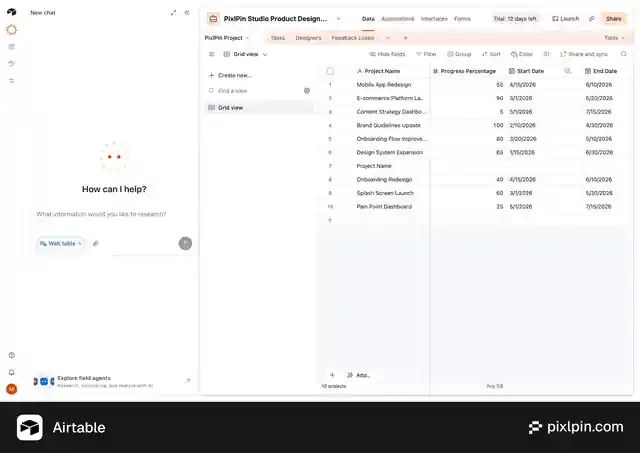 New chat
PixlPin Studio Product Design...
Data
Automations
Interfaces
Forms
Trial: 12 days left
Launch
Share
PixlPin Project
Tasks
Designers
Feedback Loops
Tools
Grid view
Hide fields
Filter
Group
Sort
Color
Share and sync
Create new...
Find a view
Grid view
A Project Name
# Progress Percentage
Start Date
End Date
1 Mobile App Redesign 55 4/15/2026 6/10/2026
2 E-commerce Platform La... 90 3/1/2026 5/20/2026
3 Content Strategy Dashbo... 5 5/1/2026 7/15/2026
4 Brand Guidelines Update 100 2/10/2026 4/30/2026
5 Onboarding Flow Improve... 80 3/20/2026 5/10/2026
6 Design System Expansion 65 1/15/2026 6/30/2026
7 Project Name
8 Onboarding Redesign 40 4/15/2026 6/10/2026
9 Splash Screen Launch 60 3/1/2026 5/20/2026
10 Pain Point Dashboard 25 5/1/2026 7/15/2026
+
How can I help?
What information would you like to research?
Web table
M
Explore field agents
Research, and analyze with AI
+ Add...
10 projects
Avg 58
Airtable
pixlpin.com